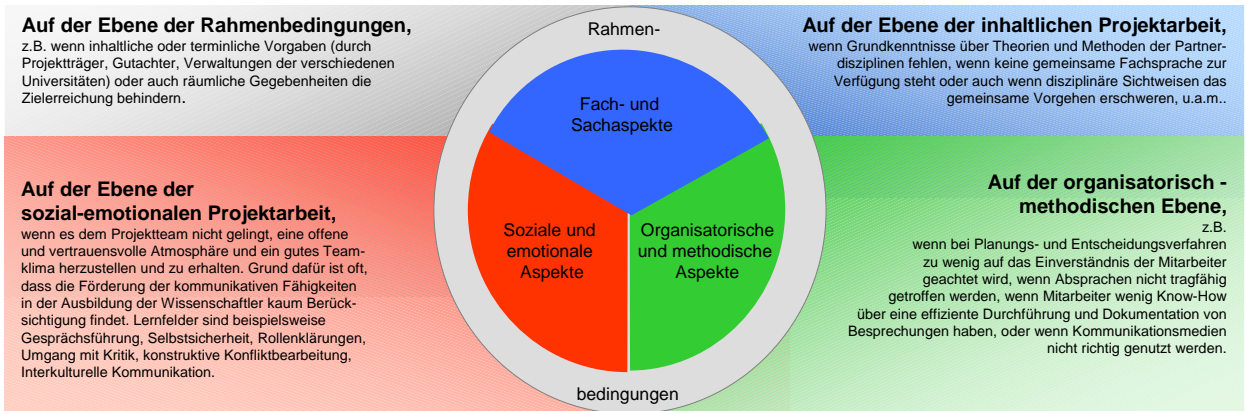 Auf der Ebene der Rahmenbedingungen,
z.B. wenn inhaltliche oder terminliche Vorgaben (durch
Projektträger, Gutachter, Verwaltungen der verschiedenen
Universitäten) oder auch räumliche Gegebenheiten die
Zielerreichung behindern.
Rahmen-
Auf der Ebene der inhaltlichen Projektarbeit,
wenn Grundkenntnisse über Theorien und Methoden der Partner-
disziplinen fehlen, wenn keine gemeinsame Fachsprache zur
Verfügung steht oder auch wenn disziplinäre Sichtweisen das
gemeinsame Vorgehen erschweren, u.a.m..
Fach- und
Sachaspekte
Auf der Ebene der
sozial-emotionalen Projektarbeit,
wenn es dem Projektteam nicht gelingt, eine offene
und vertrauensvolle Atmosphäre und ein gutes Team-
klima herzustellen und zu erhalten. Grund dafür ist oft,
dass die Förderung der kommunikativen Fähigkeiten
in der Ausbildung der Wissenschaftler kaum Berück-
sichtigung findet. Lernfelder sind beispielsweise
Gesprächsführung, Selbstsicherheit, Rollenklärungen,
Umgang mit Kritik, konstruktive Konfliktbearbeitung,
Interkulturelle Kommunikation.
Soziale und
emotionale
Aspekte
Organisatorische
und methodische
Aspekte
Auf der organisatorisch -
methodischen Ebene,
z.B.
wenn bei Planungs- und Entscheidungsverfahren
zu wenig auf das Einverständnis der Mitarbeiter
geachtet wird, wenn Absprachen nicht tragfähig
getroffen werden, wenn Mitarbeiter wenig Know-How
über eine effiziente Durchführung und Dokumentation von
Besprechungen haben, oder wenn Kommunikationsmedien
nicht richtig genutzt werden.
bedingungen